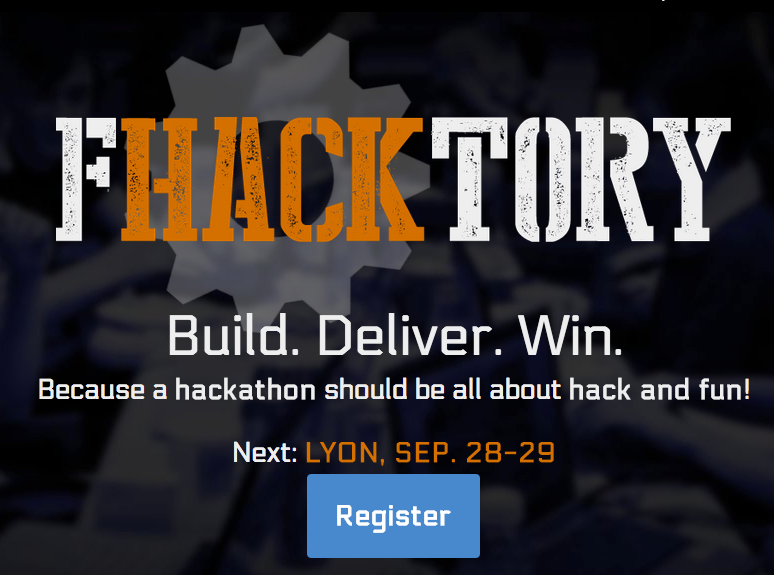 FHACKTORY
Build. Deliver. Win.
Because a hackathon should be all about hack and fun!
Next: LYON, SEP. 28-29
Register